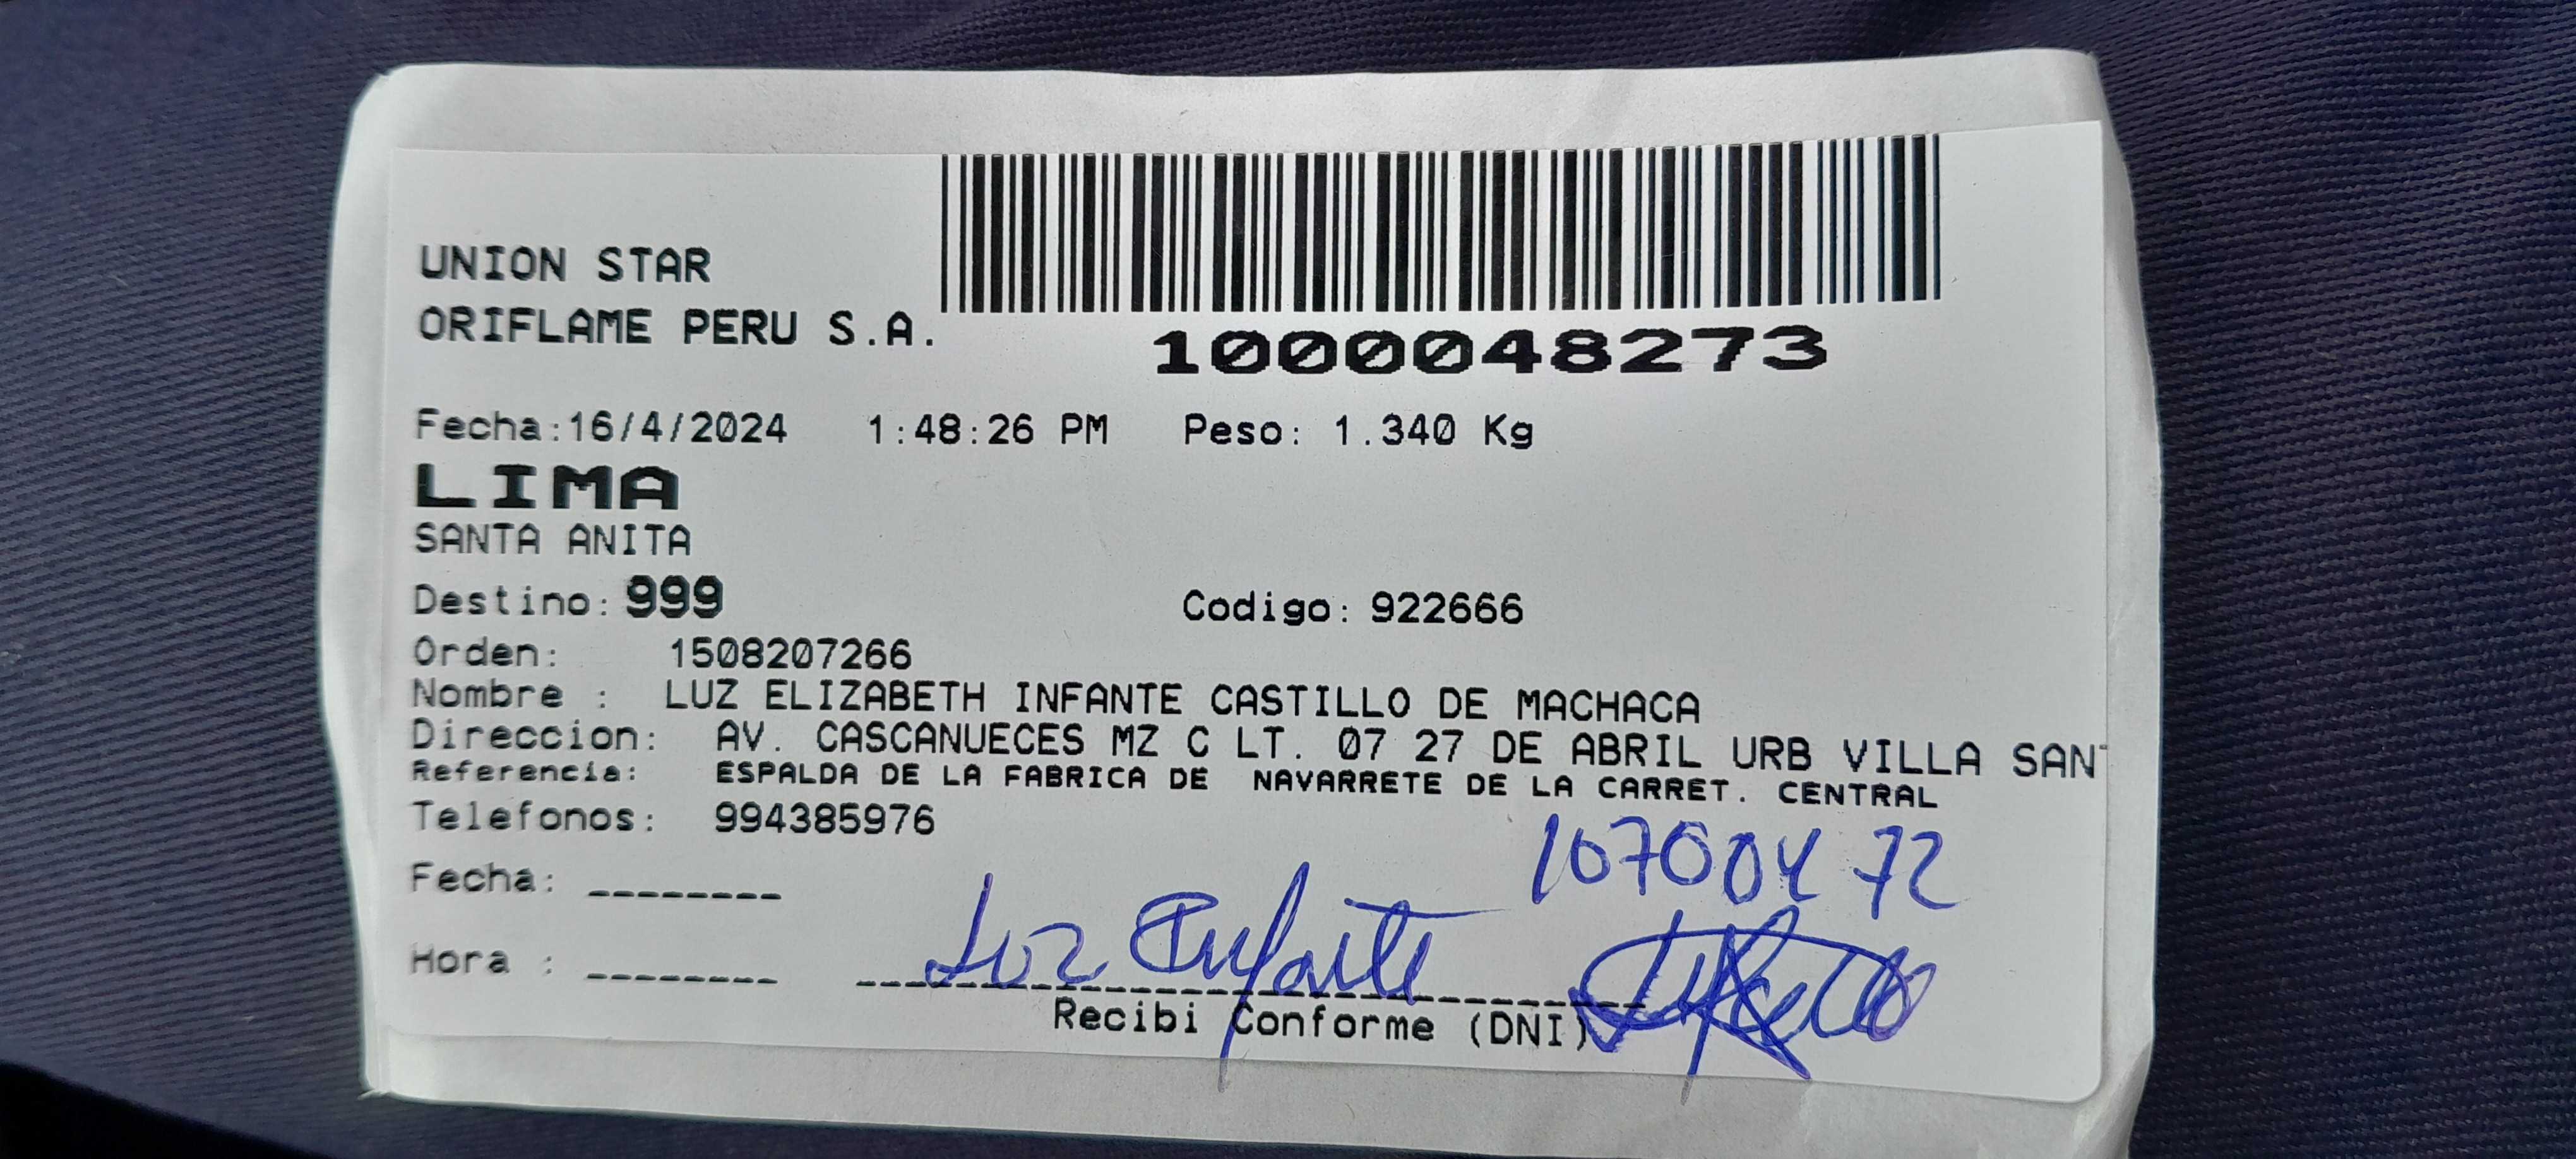 UNION STAR
ORIFLAME PERU S.A.
1000048273
Fecha:16/4/2024 1:48:26 PM Peso: 1.340 Kg
LIMA
SANTA ANITA
Destino: 999 Codigo: 922666
Orden: 1508207266
Nombre : LUZ ELIZABETH INFANTE CASTILLO DE MACHACA
Direccion: AV. CASCANUECES MZ C LT. 07 27 DE ABRIL URB VILLA SAN
Referencia: ESPALDA DE LA FABRICA DE NAVARRETE DE LA CARRET. CENTRAL
Telefonos: 994385976
Fecha: --------
Hora : --------
Luz Infante
Recibi Conforme (DNI)